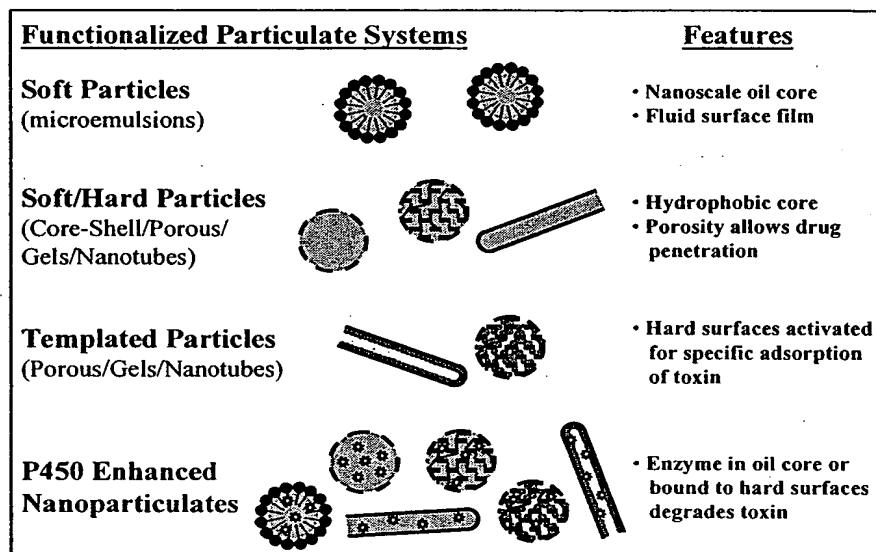 Functionalized Particulate Systems Features
Soft Particles
(microemulsions)
• Nanoscale oil core
• Fluid surface film
Soft/Hard Particles
(Core-Shell/Porous/
Gels/Nanotubes)
• Hydrophobic core
• Porosity allows drug
penetration
Templated Particles
(Porous/Gels/Nanotubes)
• Hard surfaces activated
for specific adsorption
of toxin
P450 Enhanced
Nanoparticulates
• Enzyme in oil core or
bound to hard surfaces
degrades toxin